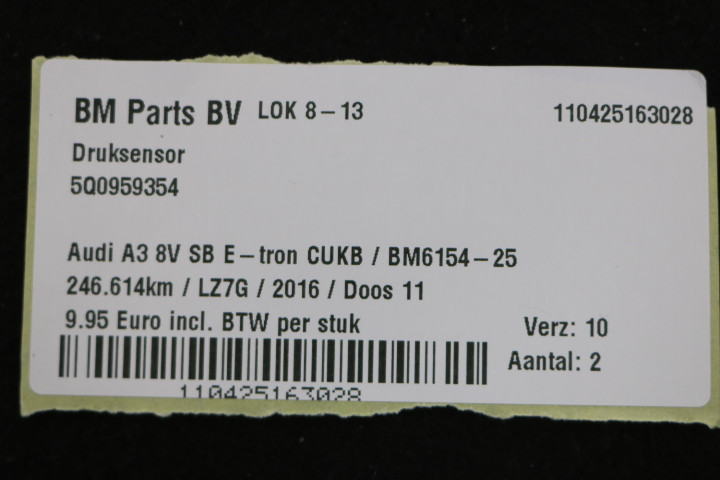 BM Parts BV LOK 8-13 110425163028
Druksensor
5Q0959354
Audi A3 8V SB E-tron CUKB / BM6154-25
246.614km / LZ7G / 2016 / Doos 11
9.95 Euro incl. BTW per stuk Verz: 10
Aantal: 2
110425163028